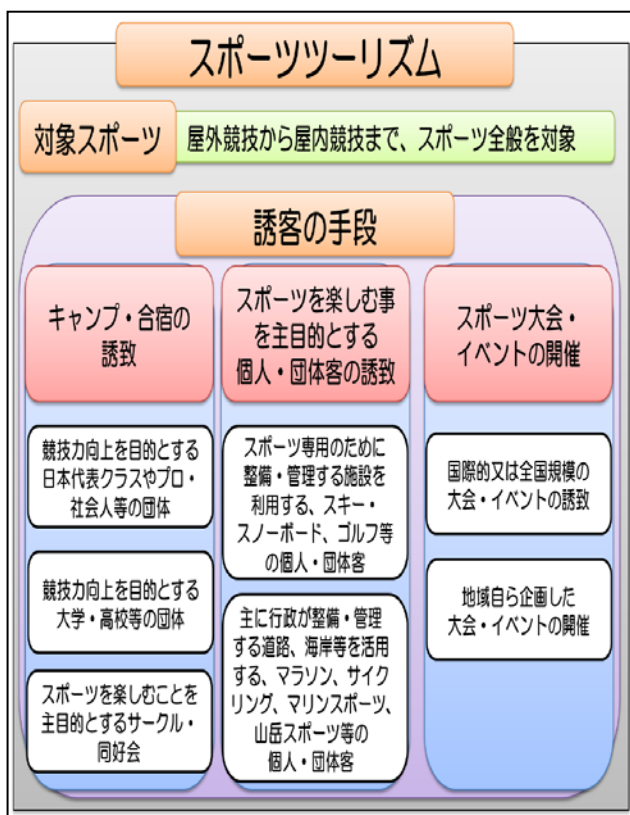 スポーツツーリズム
対象スポーツ
屋外競技から屋内競技まで、スポーツ全般を対象
誘客の手段
キャンプ・合宿の
誘致
競技力向上を目的とする
日本代表クラスやプロ・
社会人等の団体
競技力向上を目的とする
大学・高校等の団体
スポーツを楽しむことを
主目的とするサークル・
同好会
スポーツを楽しむ事
を主目的とする
個人・団体客の誘致
スポーツ専用のために
整備・管理する施設を
利用する、スキー・
スノーボード、ゴルフ等
の個人・団体客
主に行政が整備・管理
する道路、海岸等を活用
する、マラソン、サイク
リング、マリンスポーツ、
山岳スポーツ等の
個人・団体客
スポーツ大会・
イベントの開催
国際的又は全国規模の
大会・イベントの誘致
地域自ら企画した
大会・イベントの開催